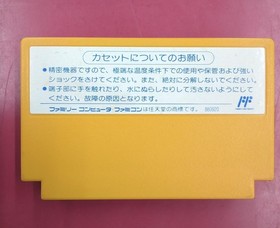 カセットについてのお願い
●精密機器ですので、極端な温度条件下での使用や保管および強い
ショックをさけてください。また、絶対に分解しないでください。
●端子部に手を触れたり、水にぬらしたりして汚さないようにして
ください。故障の原因となります。
ファミリーコンピュータ・ファミコンは任天堂の商標です。